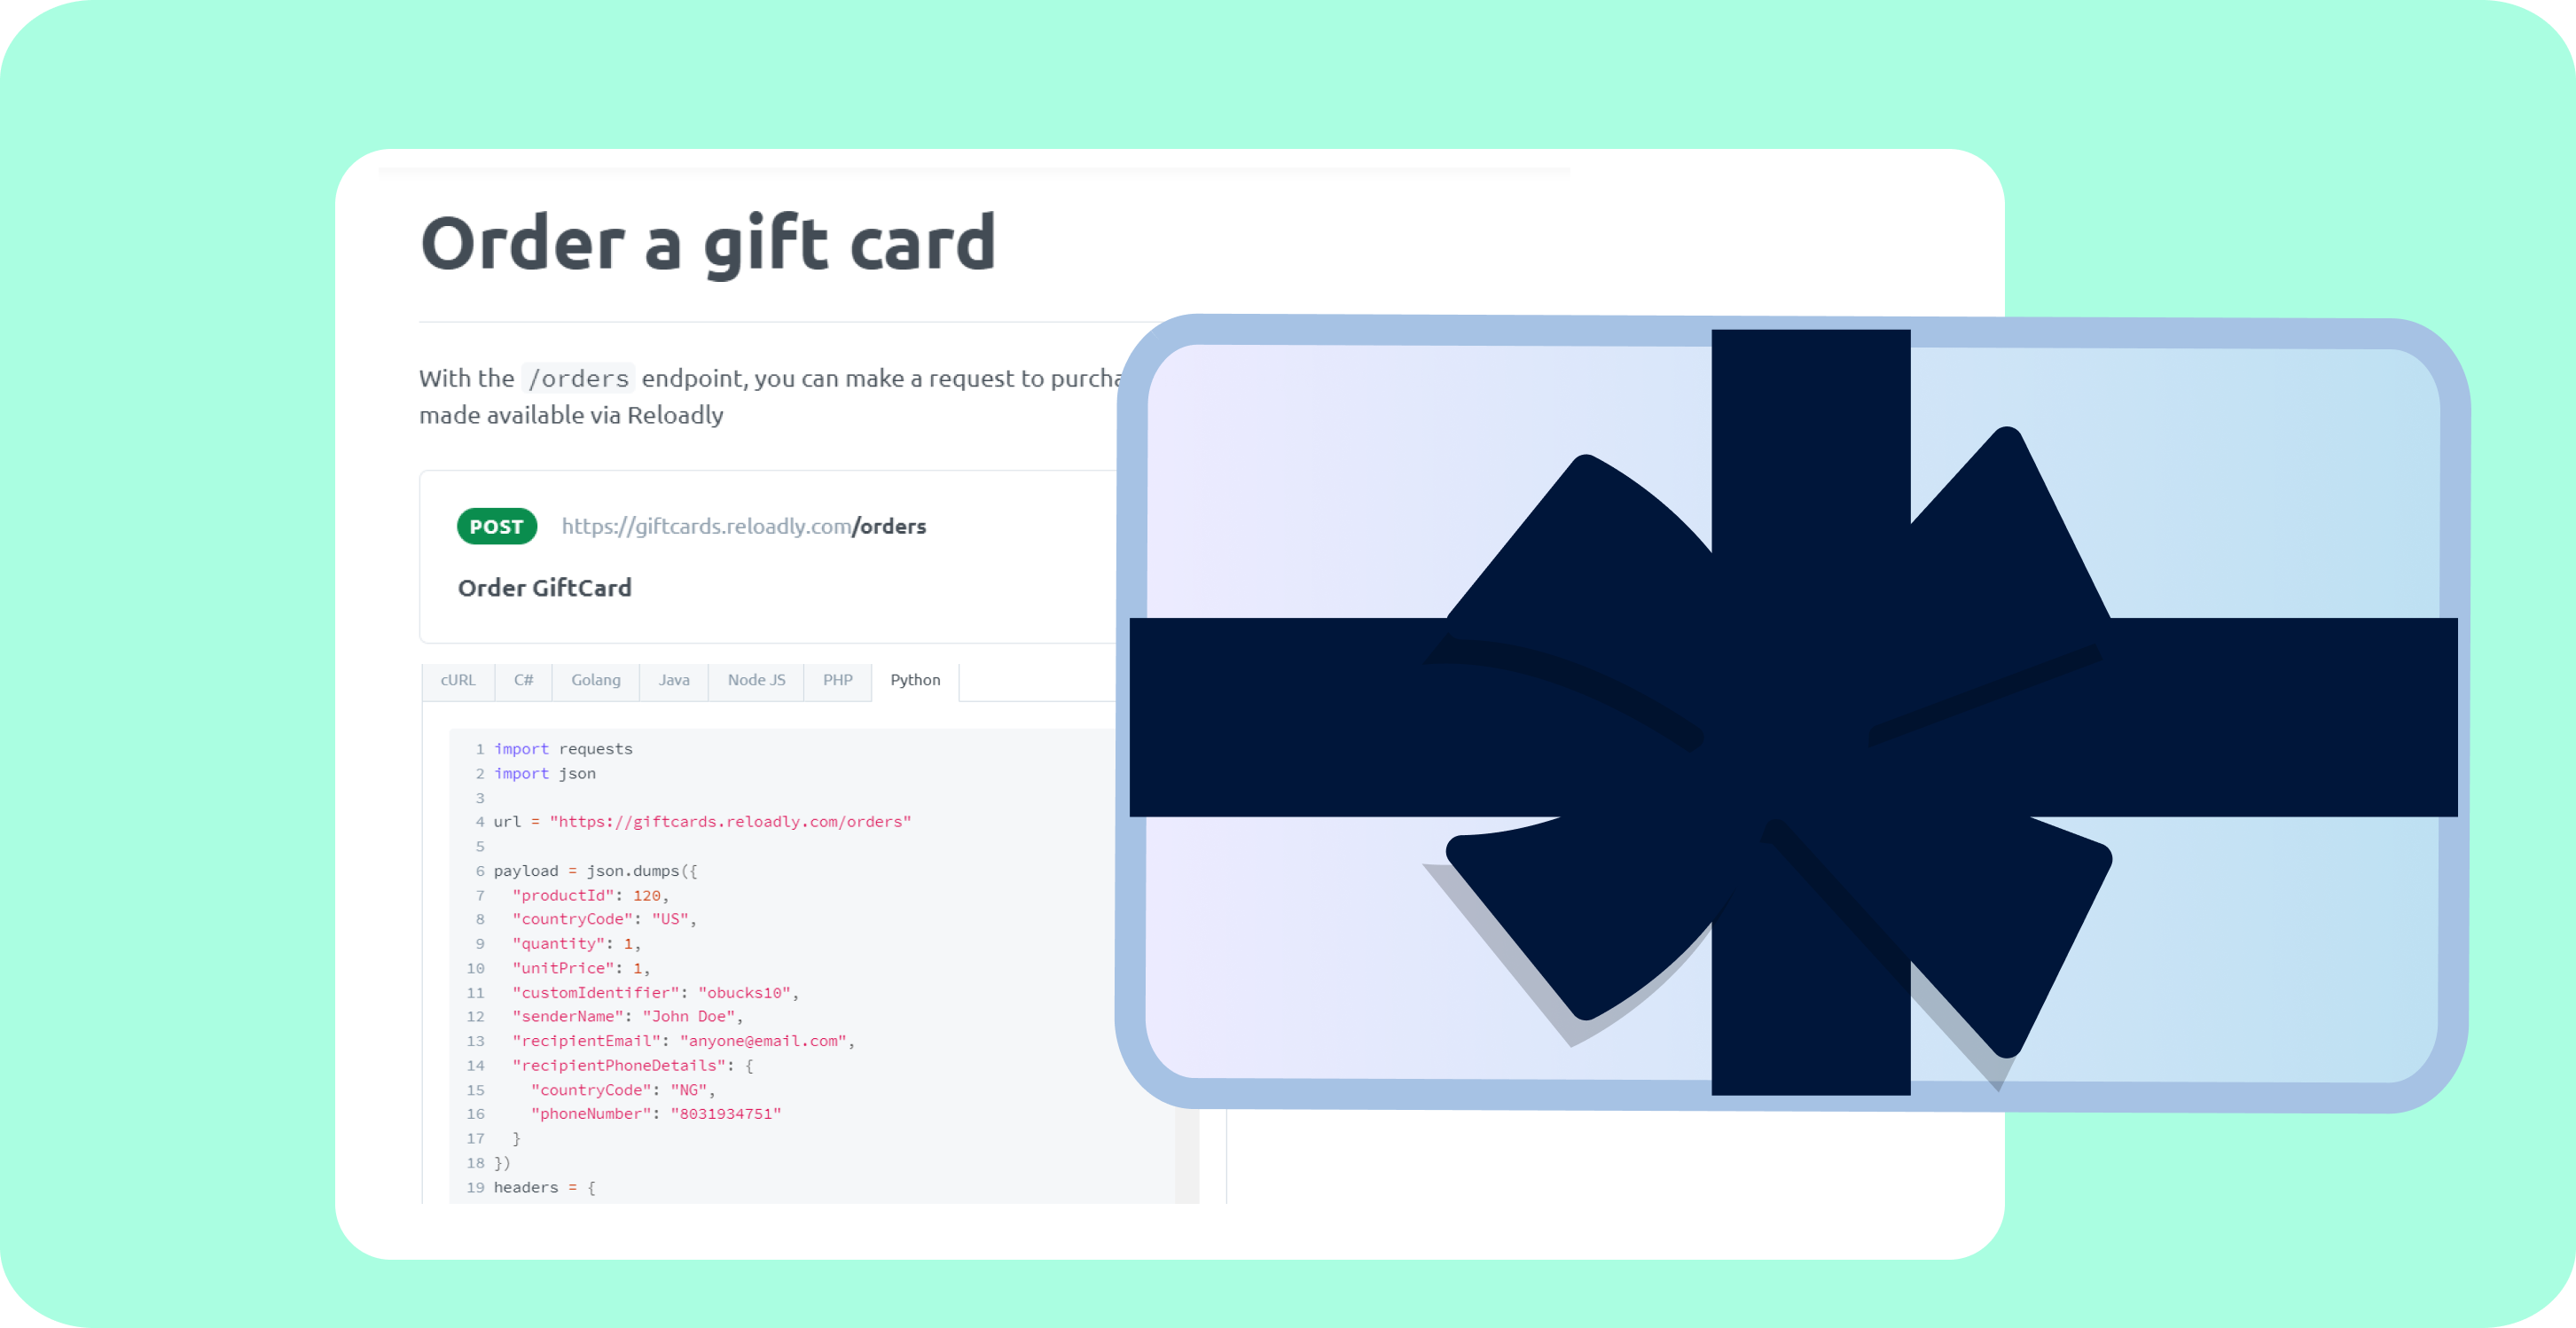 Order a gift card
With the /orders endpoint, you can make a request to
made available via Reloadly
POST https://giftcards.reloadly.com/orders
Order GiftCard
cURL C# Golang Java Node JS PHP Python
1 import requests
2 import json
3
4 url = "https://giftcards.reloadly.com/orders"
5
6 payload = json.dumps({
7 "productId": 120,
8 "countryCode": "US",
9 "quantity": 1,
10 "unitPrice": 1,
11 "customIdentifier": "obucks10",
12 "senderName": "John Doe",
13 "recipientEmail": "anyone@email.com",
14 "recipientPhoneDetails": {
15 "countryCode": "NG",
16 "phoneNumber": "8031934751"
17 }
18 })
19 headers = {